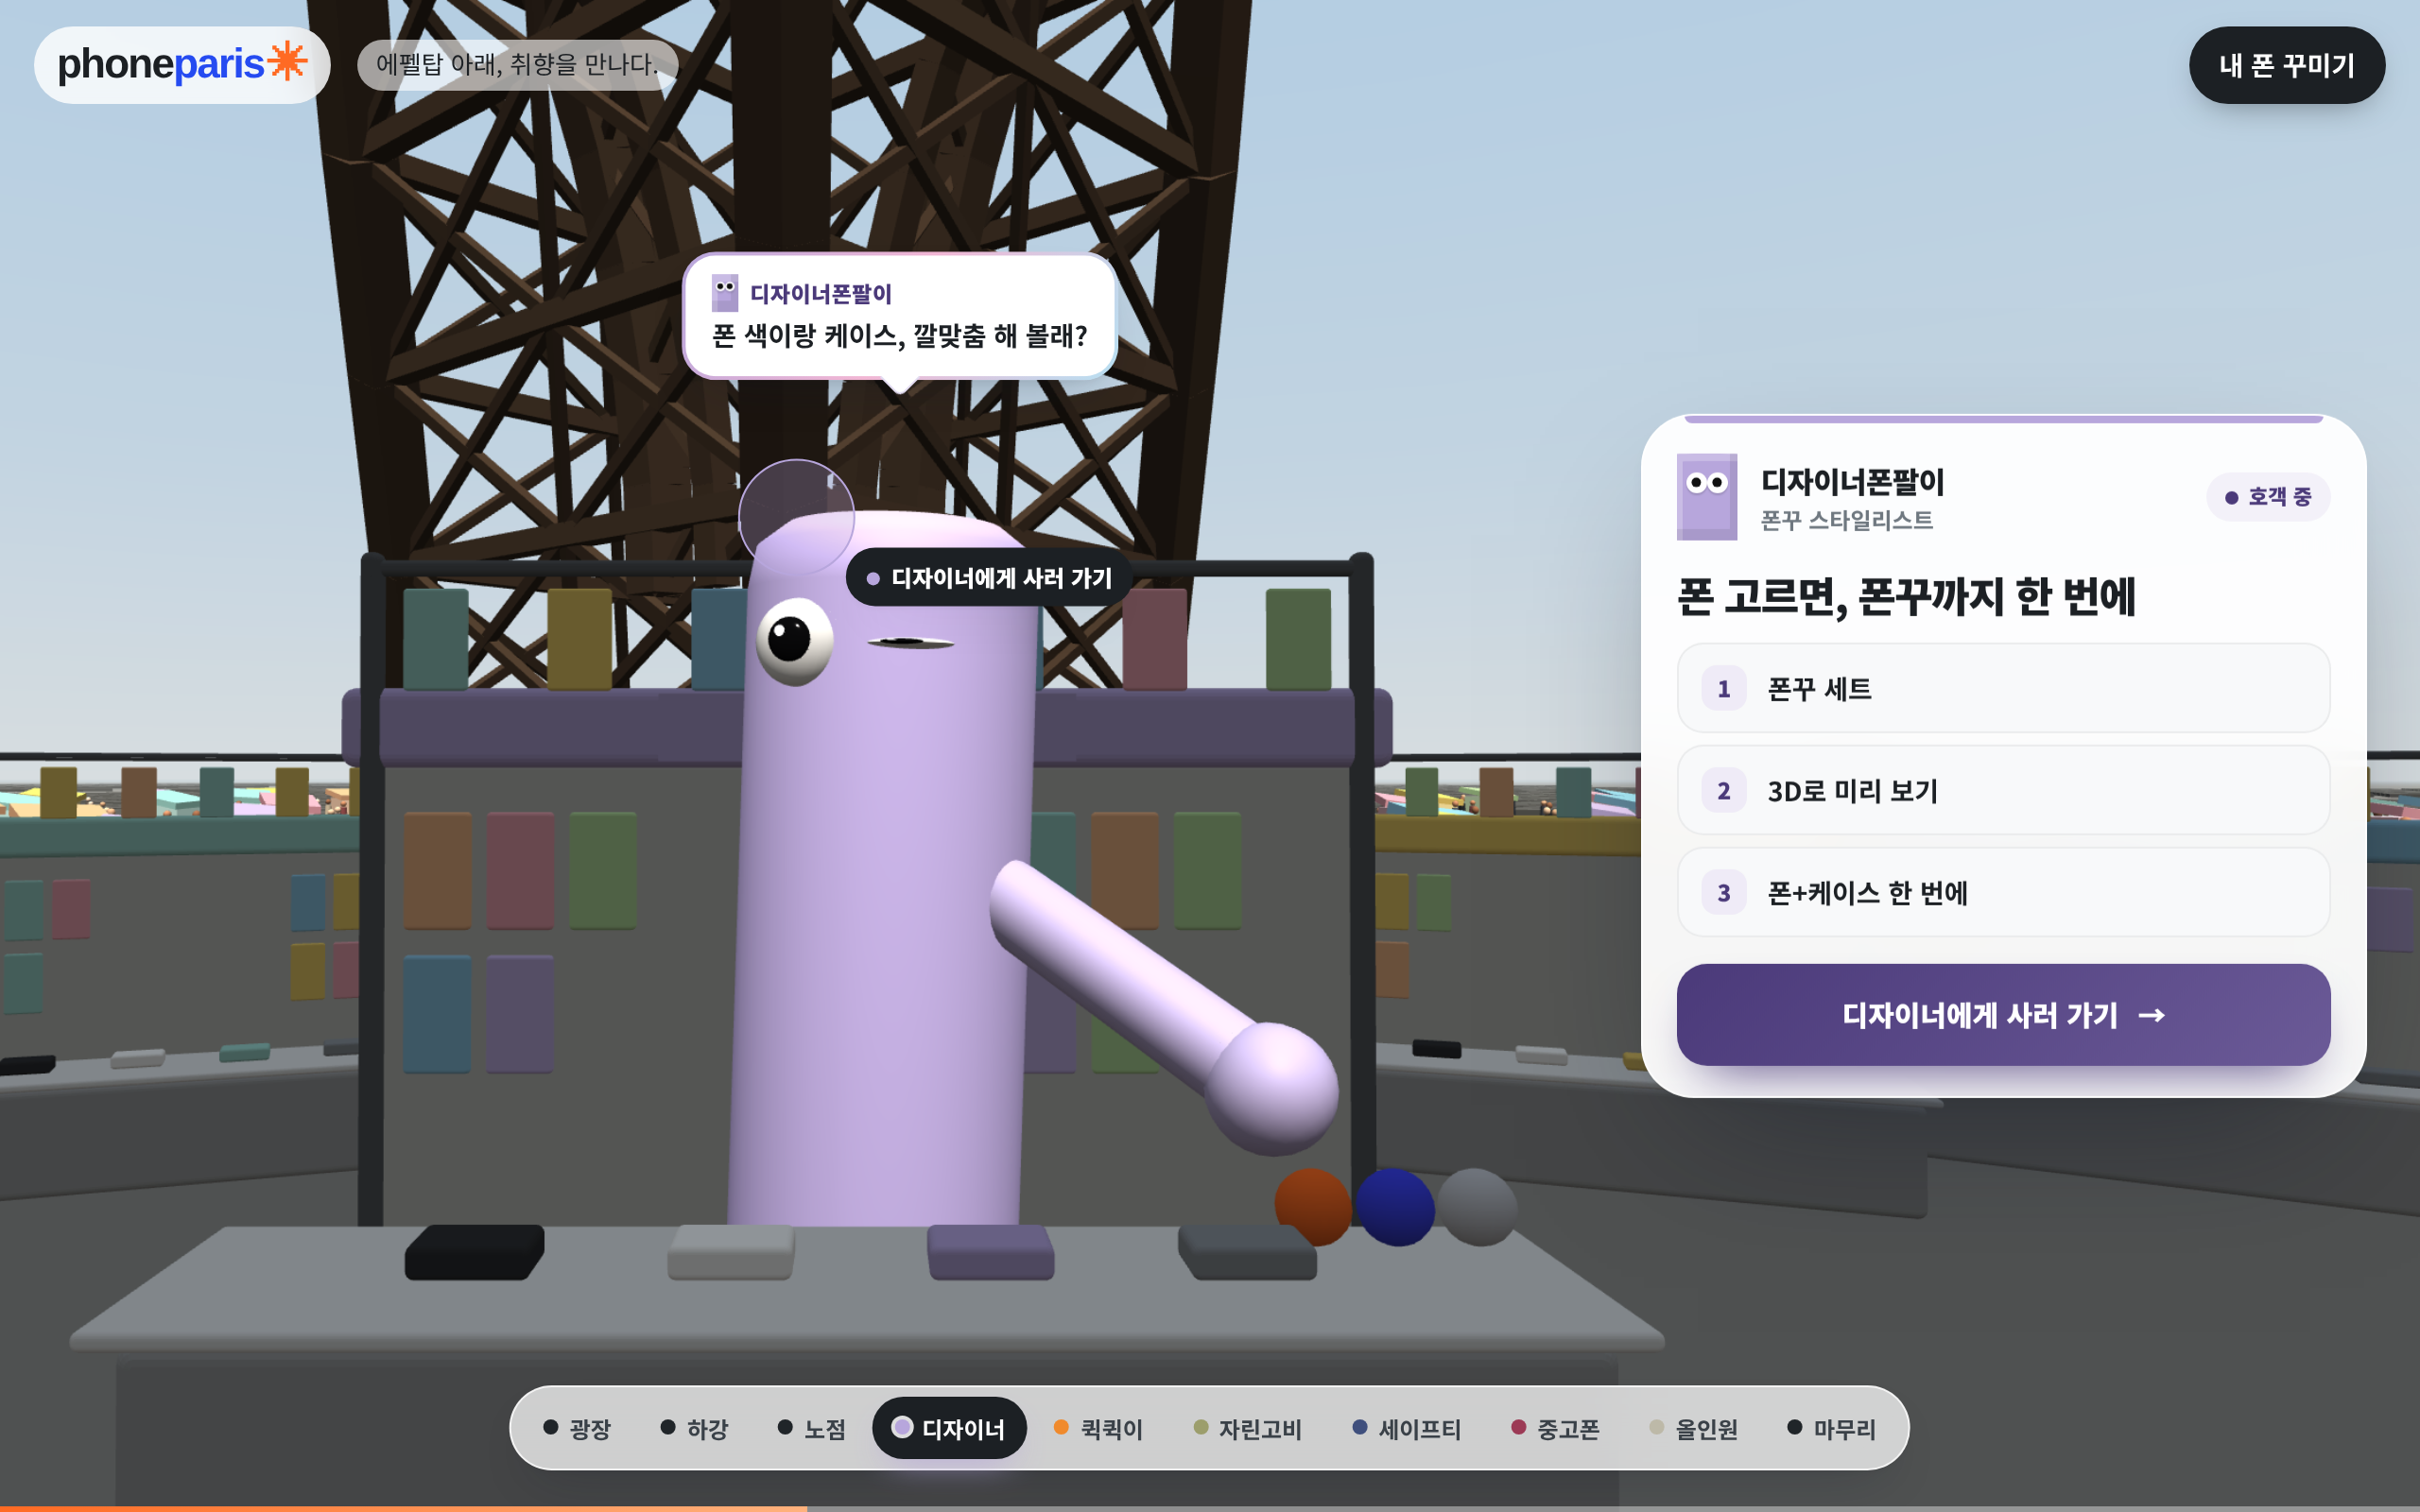 phoneparis
에펠탑 아래, 취향을 만나다.
내 폰 꾸미기
디자이너폰팔이
폰 색이랑 케이스, 깔맞춤 해 볼래?
디자이너에게 사러 가기
디자이너폰팔이
폰꾸 스타일리스트
호객 중
폰 고르면, 폰꾸까지 한 번에
1 폰꾸 세트
2 3D로 미리 보기
3 폰+케이스 한 번에
디자이너에게 사러 가기 →
광장 하강 노점 디자이너 퀵퀵이 자린고비 세이프티 중고폰 올인원 마무리